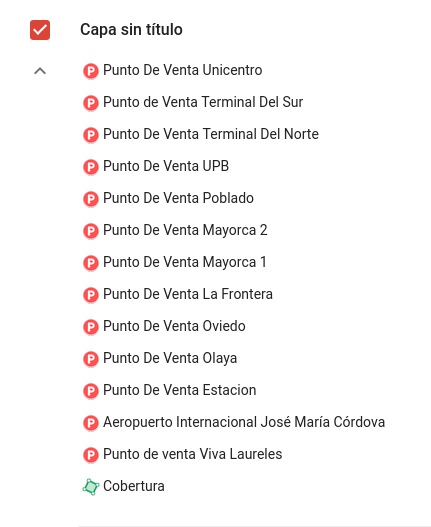 Capa sin título
P Punto De Venta Unicentro
P Punto de Venta Terminal Del Sur
P Punto De Venta Terminal Del Norte
P Punto De Venta UPB
P Punto De Venta Poblado
P Punto De Venta Mayorca 2
P Punto De Venta Mayorca 1
P Punto De Venta La Frontera
P Punto De Venta Oviedo
P Punto De Venta Olaya
P Punto De Venta Estacion
P Aeropuerto Internacional José María Córdova
P Punto de venta Viva Laureles
Cobertura